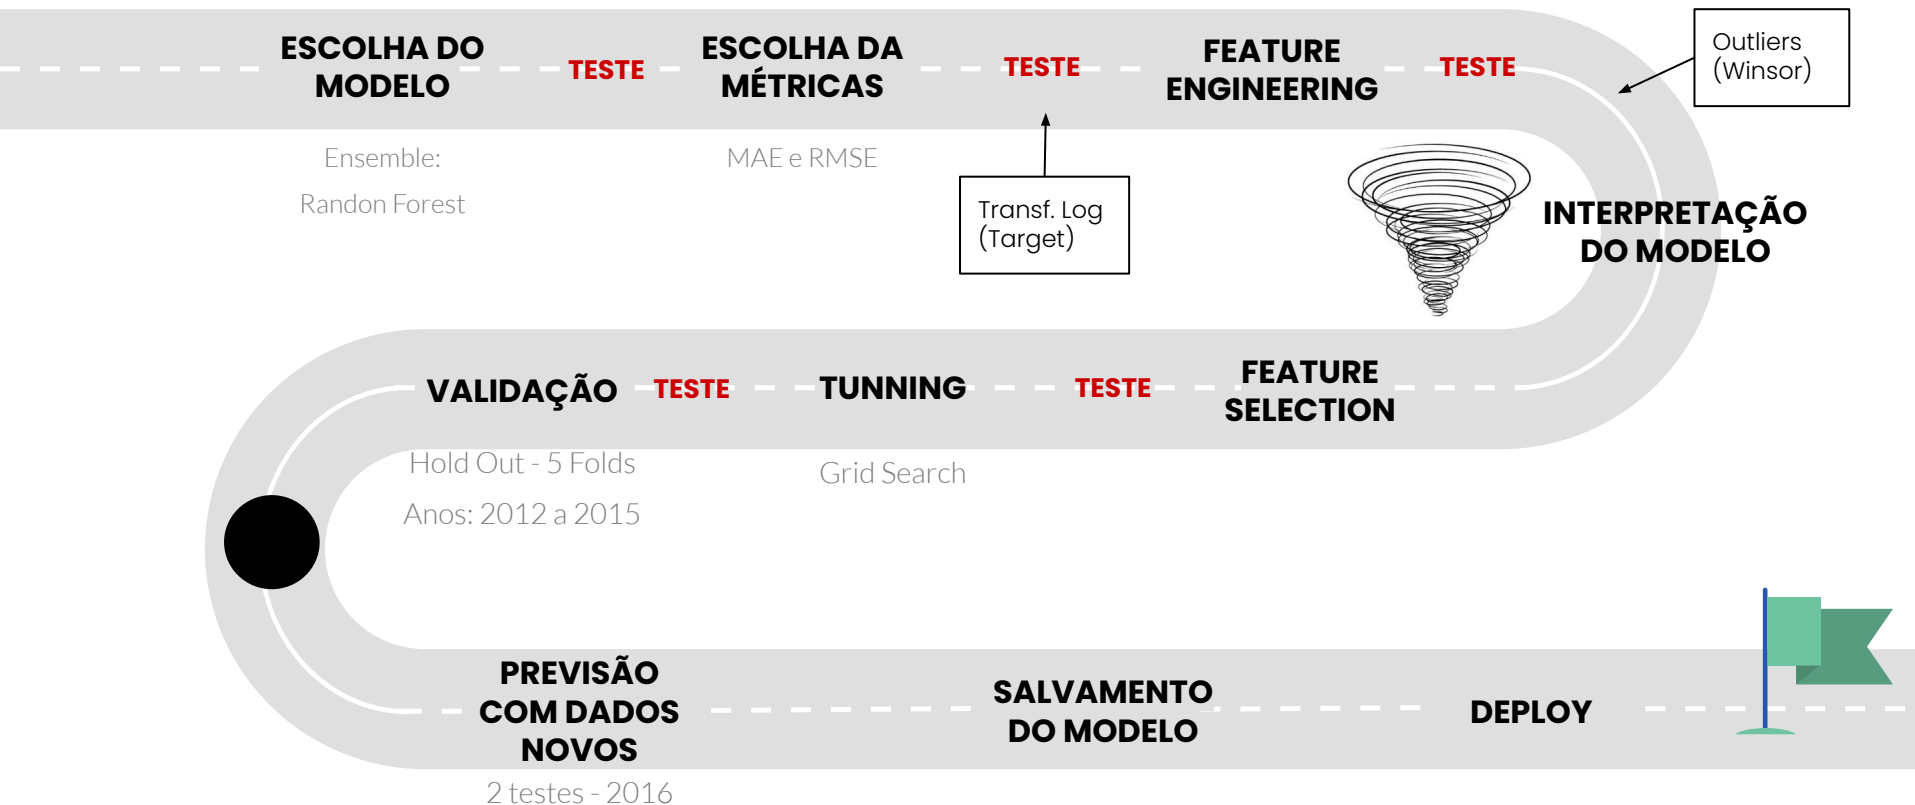 ESCOLHA DO
MODELO
TESTE
ESCOLHA DA
MÉTRICAS
TESTE
FEATURE
ENGINEERING
TESTE
Outliers
(Winsor)
Ensemble:
Randon Forest
MAE e RMSE
Transf. Log
(Target)
INTERPRETAÇÃO
DO MODELO
VALIDAÇÃO
TESTE
TUNNING
TESTE
FEATURE
SELECTION
Hold Out - 5 Folds
Anos: 2012 a 2015
Grid Search
PREVISÃO
COM DADOS
NOVOS
SALVAMENTO
DO MODELO
DEPLOY
2 testes - 2016